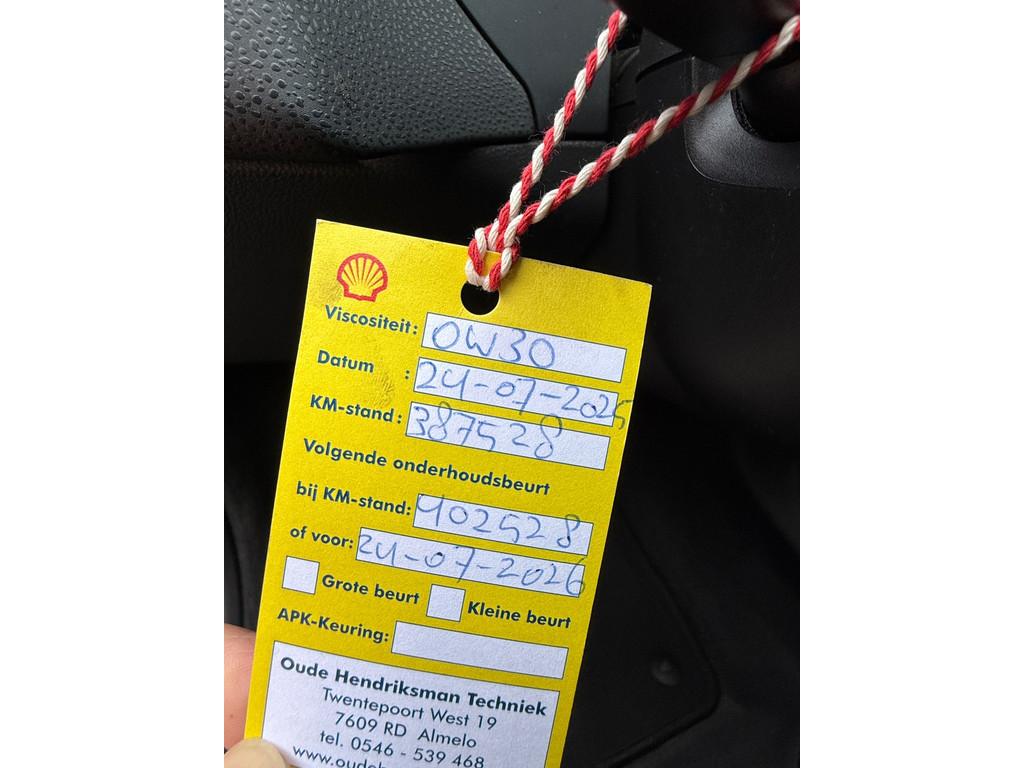 Viscositeit: 0W30
Datum : 24-07-2025
KM-stand: 387528
Volgende onderhoudsbeurt
bij KM-stand: 402528
of voor: 24-07-2026
Grote beurt Kleine beurt
APK-Keuring:
Oude Hendriksman Techniek
Twentepoort West 19
7609 RD Almelo
tel. 0546 - 539 468